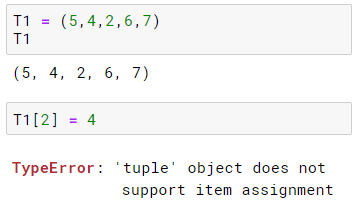 T1 = (5,4,2,6,7)
T1
(5, 4, 2, 6, 7)
T1[2] = 4
TypeError: 'tuple' object does not
support item assignment